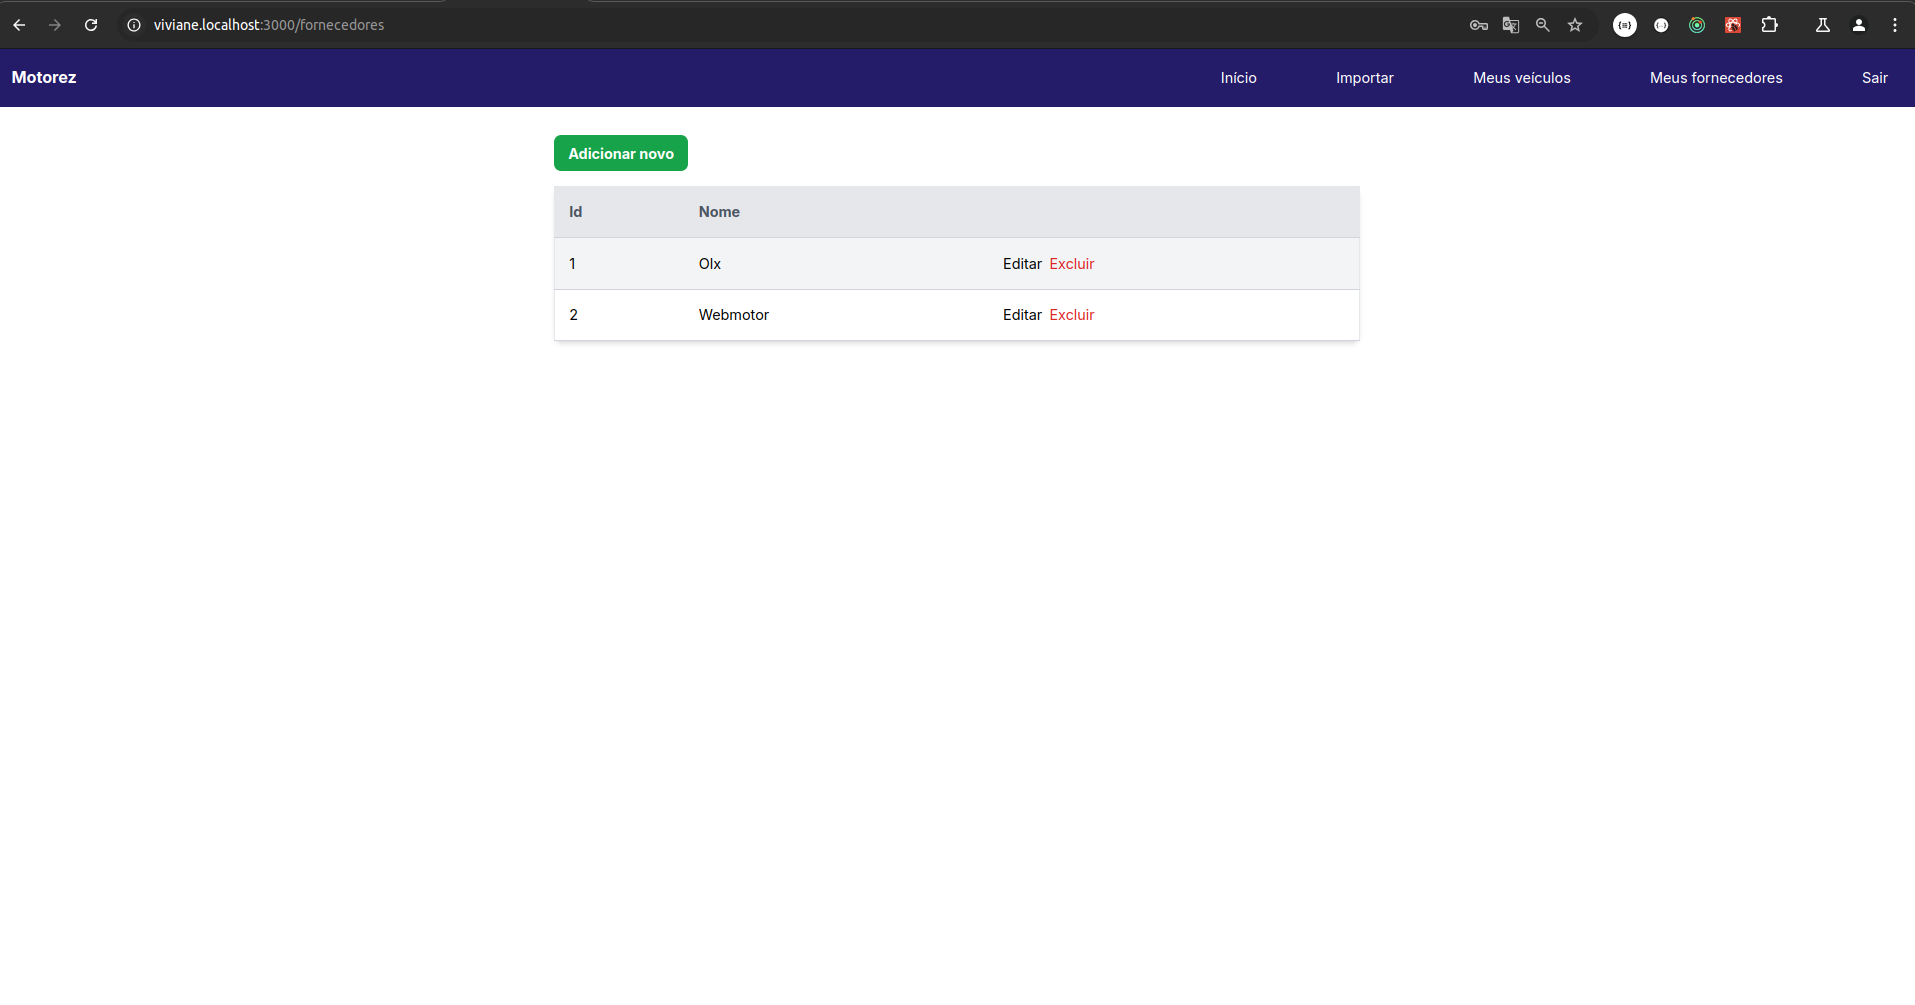 viviane.localhost:3000/fornecedores
Motorez Início Importar Meus veículos Meus fornecedores Sair
Adicionar novo
Id Nome
1 Olx Editar Excluir
2 Webmotor Editar Excluir